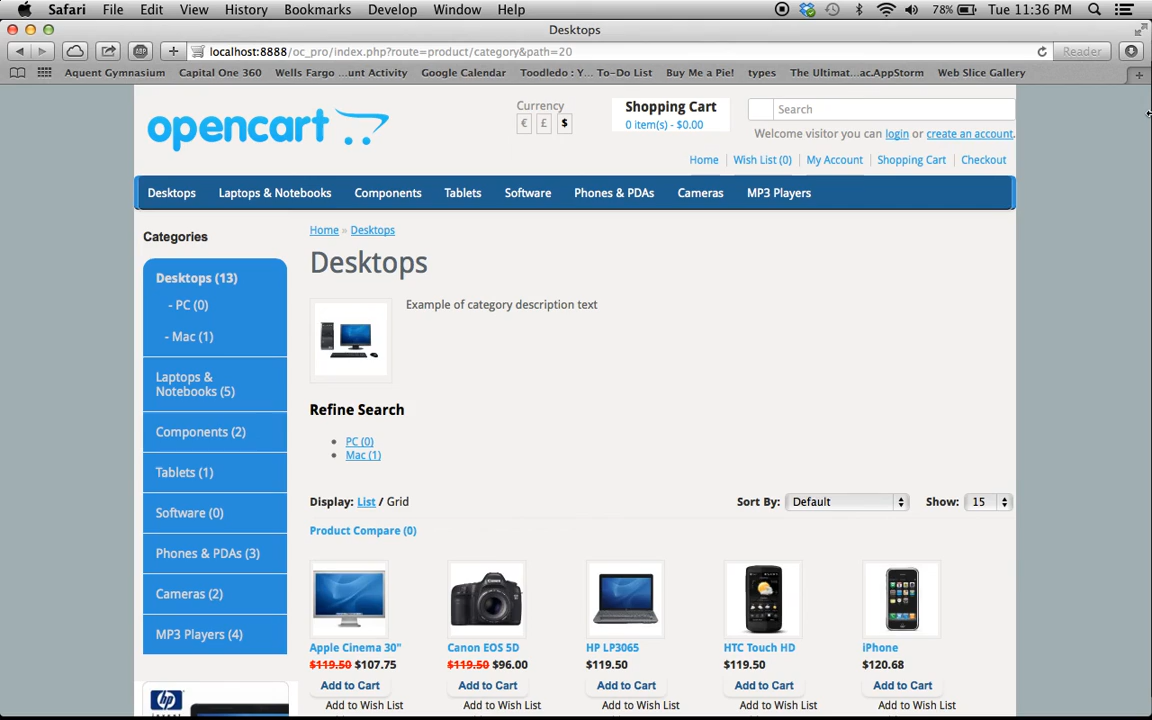 Safari File Edit View History Bookmarks Develop Window Help 78% Tue 11:36 PM
Desktops
localhost:8888/oc_pro/index.php?route=product/category&path=20 Reader
Aquent Gymnasium Capital One 360 Wells Fargo ...unt Activity Google Calendar Toodledo : Y... To-Do List Buy Me a Pie! types The Ultimat...ac.AppStorm Web Slice Gallery
opencart
Currency
€ £ $
Shopping Cart
0 item(s) - $0.00
Search
Welcome visitor you can login or create an account.
Home Wish List (0) My Account Shopping Cart Checkout
Desktops Laptops & Notebooks Components Tablets Software Phones & PDAs Cameras MP3 Players
Categories
Desktops (13)
- PC (0)
- Mac (1)
Laptops &
Notebooks (5)
Components (2)
Tablets (1)
Software (0)
Phones & PDAs (3)
Cameras (2)
MP3 Players (4)
hp
Home » Desktops
Desktops
Example of category description text
Refine Search
PC (0)
Mac (1)
Display: List / Grid Sort By: Default Show: 15
Product Compare (0)
Apple Cinema 30" Canon EOS 5D HP LP3065 HTC Touch HD iPhone
$119.50 $107.75 $119.50 $96.00 $119.50 $119.50 $120.68
Add to Cart Add to Cart Add to Cart Add to Cart Add to Cart
Add to Wish List Add to Wish List Add to Wish List Add to Wish List Add to Wish List